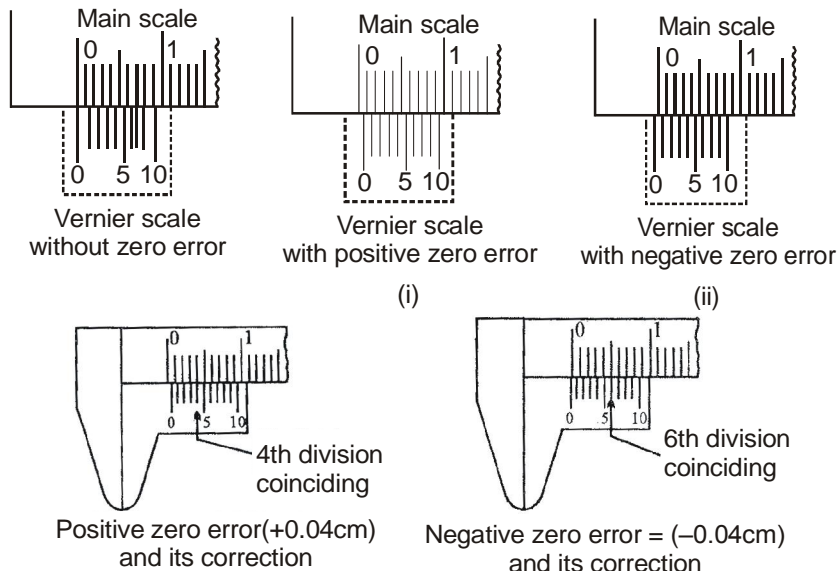 Main scale
0 1
0 5 10
Vernier scale
without zero error
Main scale
0 1
0 5 10
Vernier scale
with positive zero error
(i)
Main scale
0 1
0 5 10
Vernier scale
with negative zero error
(ii)
0 1
0 5 10
4th division
coinciding
Positive zero error(+0.04cm)
and its correction
0 1
0 5 10
6th division
coinciding
Negative zero error = (–0.04cm)
and its correction